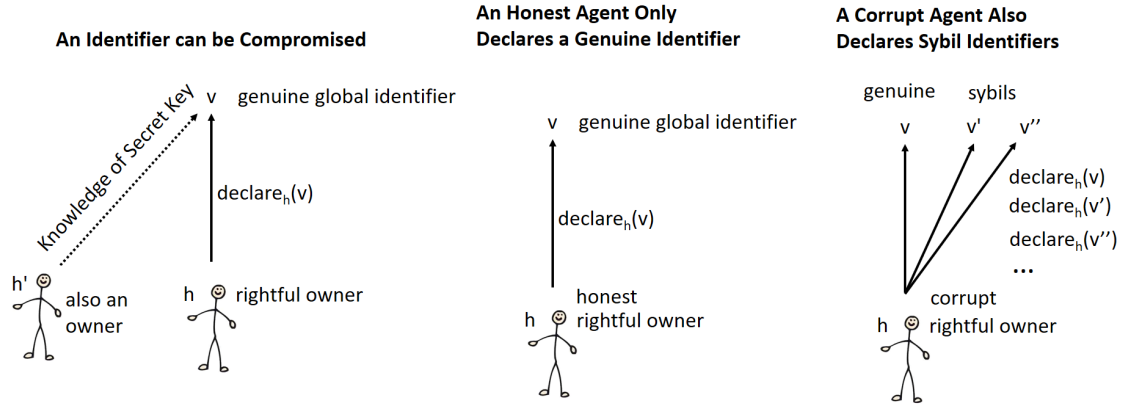 An Identifier can be Compromised
Knowledge of Secret Key
v genuine global identifier
declareh(v)
h'
also an
owner
h rightful owner
An Honest Agent Only
Declares a Genuine Identifier
v genuine global identifier
declareh(v)
honest
h rightful owner
A Corrupt Agent Also
Declares Sybil Identifiers
genuine sybils
v v' v''
declareh(v)
declareh(v')
declareh(v'')
...
corrupt
h rightful owner